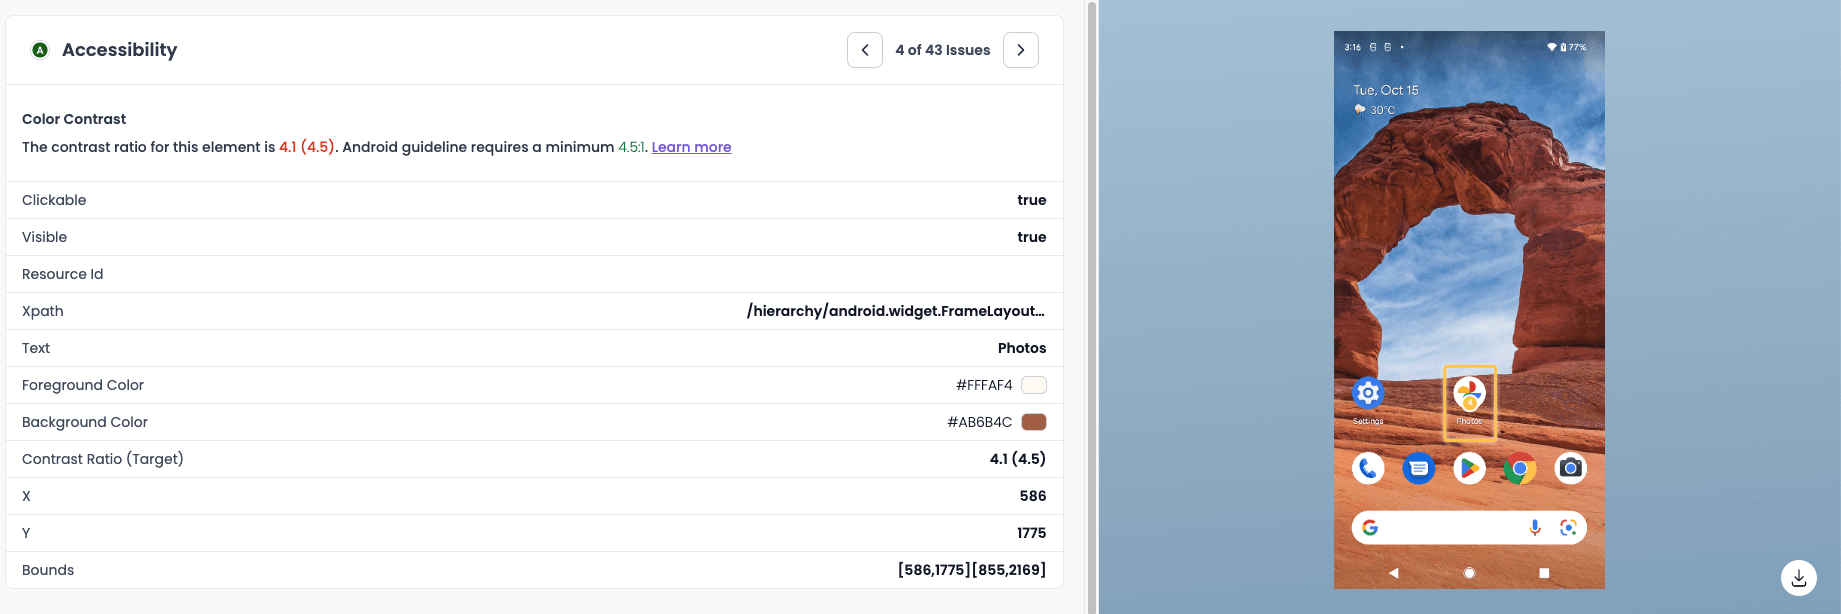 Accessibility
4 of 43 Issues
Color Contrast
The contrast ratio for this element is 4.1 (4.5). Android guideline requires a minimum 4.5:1. Learn more
Clickable true
Visible true
Resource Id
Xpath /hierarchy/android.widget.FrameLayout...
Text Photos
Foreground Color #FFFAF4
Background Color #AB6B4C
Contrast Ratio (Target) 4.1 (4.5)
X 586
Y 1775
Bounds [586,1775][855,2169]
3:16 77%
Tue, Oct 15
30°C
4
Settings Photos